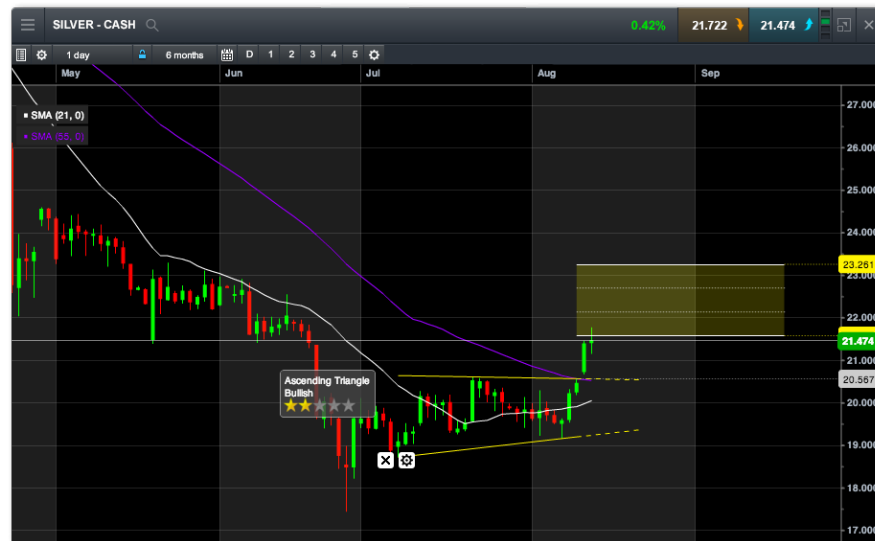 SILVER - CASH 0.42% 21.722 21.474
1 day 6 months D 1 2 3 4 5
May Jun Jul Aug Sep
SMA (21, 0)
SMA (55, 0)
27.000
26.000
25.000
24.000
23.261
23.000
22.000
21.474
21.000
20.567
20.000
19.000
18.000
17.000
Ascending Triangle
Bullish